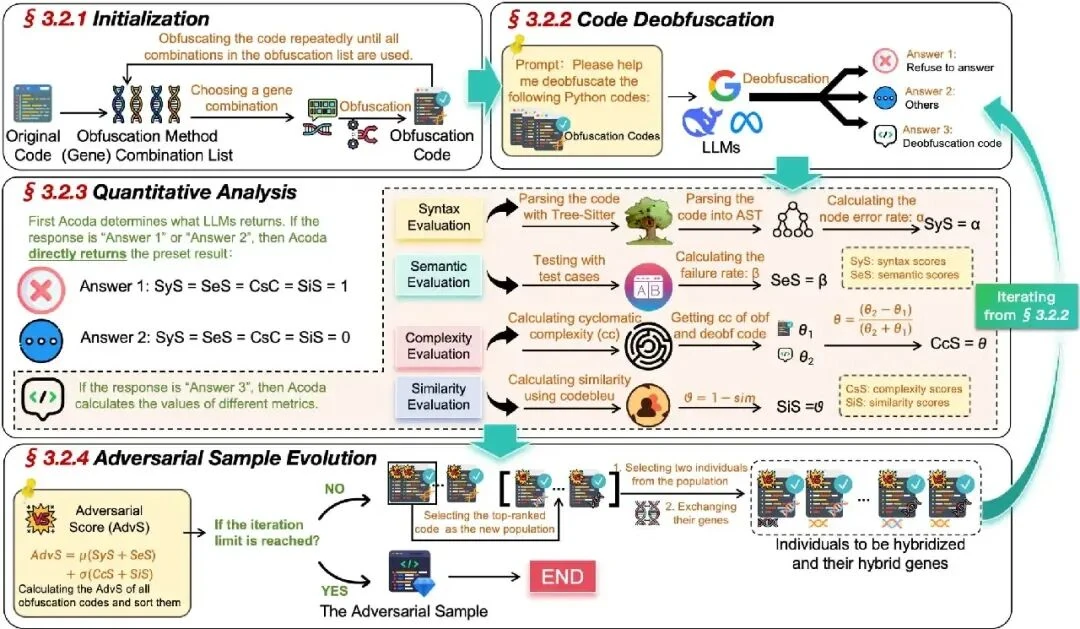 § 3.2.1 Initialization
Obfuscating the code repeatedly until all
combinations in the obfuscation list are used.
Choosing a gene
combination
Obfuscation
Original
Code
Obfuscation Method
(Gene) Combination List
Obfuscation
Code
§ 3.2.2 Code Deobfuscation
Prompt: Please help
me deobfuscate the
following Python codes:
Obfuscation Codes
LLMs
Deobfuscation
Answer 1:
Refuse to answer
Answer 2:
Others
Answer 3:
Deobfuscation code
§ 3.2.3 Quantitative Analysis
First Acoda determines what LLMs returns. If the
response is "Answer 1" or "Answer 2", then Acoda
directly returns the preset result:
Answer 1: SyS = SeS = CsC = SiS = 1
Answer 2: SyS = SeS = CsC = SiS = 0
If the response is "Answer 3", then Acoda
calculates the values of different metrics.
Syntax
Evaluation
Parsing the code
with Tree-Sitter
Parsing the
code into AST
Calculating the
node error rate: α
SyS = α
Semantic
Evaluation
Testing with
test cases
A B
Calculating the
failure rate: β
SeS = β
SyS: syntax scores
SeS: semantic scores
Complexity
Evaluation
Calculating cyclomatic
complexity (cc)
Getting cc of obf
and deobf code
θ1
θ2
θ = (θ2 − θ1) / (θ2 + θ1)
CcS = θ
Similarity
Evaluation
Calculating similarity
using codebleu
ϑ = 1 − sim
SiS =ϑ
CsS: complexity scores
SiS: similarity scores
Iterating
from § 3.2.2
§ 3.2.4 Adversarial Sample Evolution
VS
Adversarial
Score (AdvS)
AdvS = μ(SyS + SeS)
+ σ(CcS + SiS)
Calculating the AdvS of all
obfuscation codes and sort them
If the iteration
limit is reached?
NO
YES
Selecting the top-ranked
code as the new population
1. Selecting two individuals
from the population
2. Exchanging
their genes
Individuals to be hybridized
and their hybrid genes
The Adversarial Sample
END